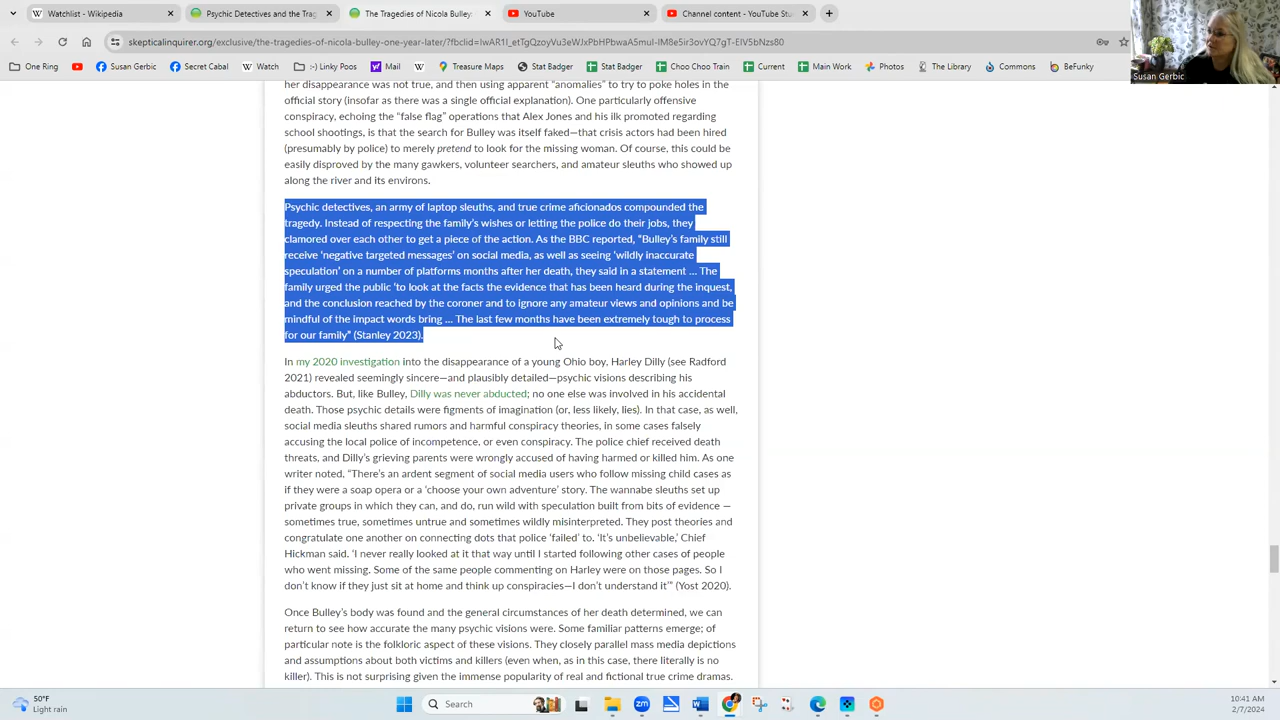 Watchlist - Wikipedia
Psychic Detectives and the Trag
The Tragedies of Nicola Bulley:
YouTube
Channel content - YouTube Stu
skepticalinquirer.org/exclusive/the-tragedies-of-nicola-bulley-one-year-later/?fbclid=IwAR1I_etTgQzoyVu3eWJxPbHPbwaA5muI-IM8e5ir3ovYQ7gT-EIV5bNzs80
One Ring
Susan Gerbic
Secret Cabal
Watch
:-) Linky Poos
Mail
Treasure Maps
Stat Badger
Stat Badger
Choo Choo Train
Current
Main Work
Photos
The Library
Commons
BeFunky
Susan Gerbic
her disappearance was not true, and then using apparent “anomalies” to try to poke holes in the
official story (insofar as there was a single official explanation). One particularly offensive
conspiracy, echoing the “false flag” operations that Alex Jones and his ilk promoted regarding
school shootings, is that the search for Bulley was itself faked—that crisis actors had been hired
(presumably by police) to merely pretend to look for the missing woman. Of course, this could be
easily disproved by the many gawkers, volunteer searchers, and amateur sleuths who showed up
along the river and its environs.
Psychic detectives, an army of laptop sleuths, and true crime aficionados compounded the
tragedy. Instead of respecting the family’s wishes or letting the police do their jobs, they
clamored over each other to get a piece of the action. As the BBC reported, “Bulley’s family still
receive ‘negative targeted messages’ on social media, as well as seeing ‘wildly inaccurate
speculation’ on a number of platforms months after her death, they said in a statement … The
family urged the public ‘to look at the facts the evidence that has been heard during the inquest,
and the conclusion reached by the coroner and to ignore any amateur views and opinions and be
mindful of the impact words bring … The last few months have been extremely tough to process
for our family” (Stanley 2023).
In my 2020 investigation into the disappearance of a young Ohio boy, Harley Dilly (see Radford
2021) revealed seemingly sincere—and plausibly detailed—psychic visions describing his
abductors. But, like Bulley, Dilly was never abducted; no one else was involved in his accidental
death. Those psychic details were figments of imagination (or, less likely, lies). In that case, as well,
social media sleuths shared rumors and harmful conspiracy theories, in some cases falsely
accusing the local police of incompetence, or even conspiracy. The police chief received death
threats, and Dilly’s grieving parents were wrongly accused of having harmed or killed him. As one
writer noted, “There’s an ardent segment of social media users who follow missing child cases as
if they were a soap opera or a ‘choose your own adventure’ story. The wannabe sleuths set up
private groups in which they can, and do, run wild with speculation built from bits of evidence —
sometimes true, sometimes untrue and sometimes wildly misinterpreted. They post theories and
congratulate one another on connecting dots that police ‘failed’ to. ‘It’s unbelievable,’ Chief
Hickman said. ‘I never really looked at it that way until I started following other cases of people
who went missing. Some of the same people commenting on Harley were on those pages. So I
don’t know if they just sit at home and think up conspiracies—I don’t understand it’” (Yost 2020).
Once Bulley’s body was found and the general circumstances of her death determined, we can
return to see how accurate the many psychic visions were. Some familiar patterns emerge; of
particular note is the folkloric aspect of these visions. They closely parallel mass media depictions
and assumptions about both victims and killers (even when, as in this case, there literally is no
killer). This is not surprising given the immense popularity of real and fictional true crime dramas.
50°F
Light rain
Search
10:41 AM
2/7/2024